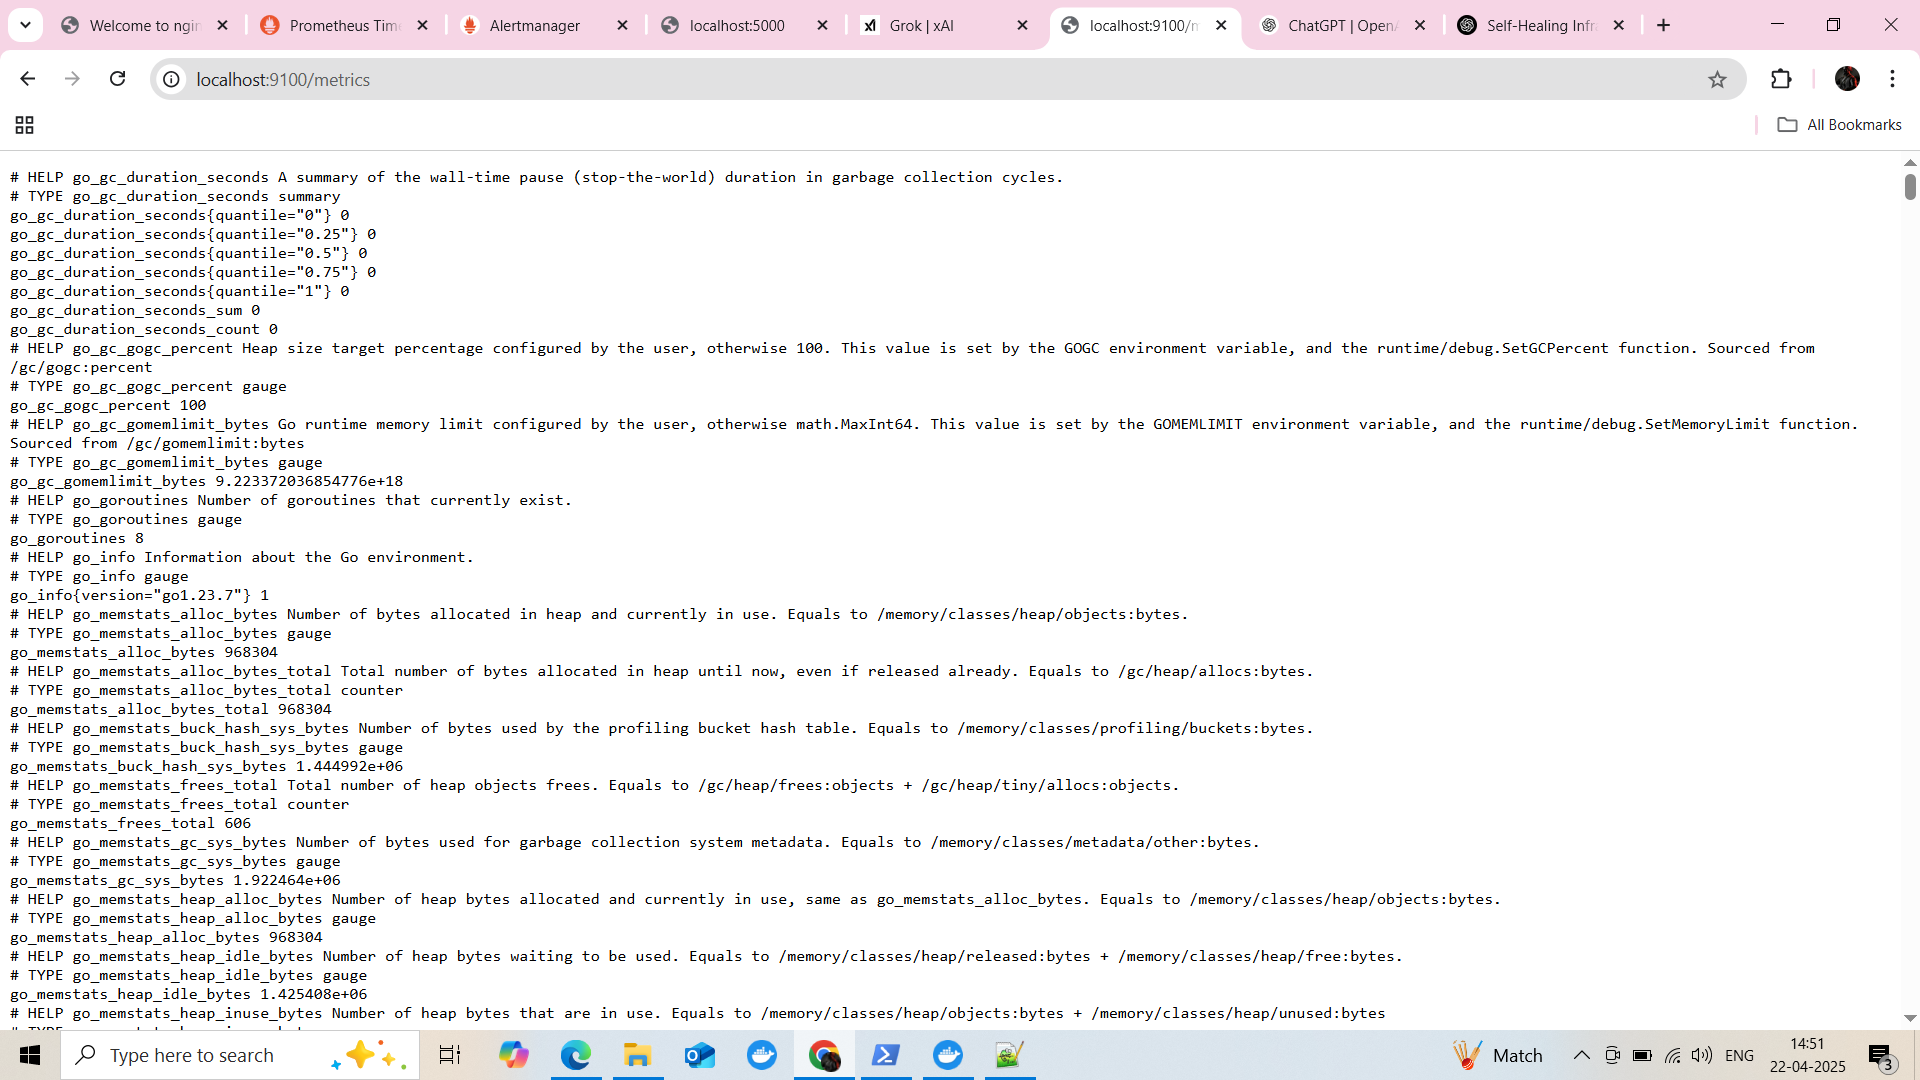 Welcome to ngin
Prometheus Time
Alertmanager
localhost:5000
Grok | xAI
localhost:9100/m
ChatGPT | OpenA
Self-Healing Infra
localhost:9100/metrics
All Bookmarks
# HELP go_gc_duration_seconds A summary of the wall-time pause (stop-the-world) duration in garbage collection cycles.
# TYPE go_gc_duration_seconds summary
go_gc_duration_seconds{quantile="0"} 0
go_gc_duration_seconds{quantile="0.25"} 0
go_gc_duration_seconds{quantile="0.5"} 0
go_gc_duration_seconds{quantile="0.75"} 0
go_gc_duration_seconds{quantile="1"} 0
go_gc_duration_seconds_sum 0
go_gc_duration_seconds_count 0
# HELP go_gc_gogc_percent Heap size target percentage configured by the user, otherwise 100. This value is set by the GOGC environment variable, and the runtime/debug.SetGCPercent function. Sourced from
/gc/gogc:percent
# TYPE go_gc_gogc_percent gauge
go_gc_gogc_percent 100
# HELP go_gc_gomemlimit_bytes Go runtime memory limit configured by the user, otherwise math.MaxInt64. This value is set by the GOMEMLIMIT environment variable, and the runtime/debug.SetMemoryLimit function.
Sourced from /gc/gomemlimit:bytes
# TYPE go_gc_gomemlimit_bytes gauge
go_gc_gomemlimit_bytes 9.223372036854776e+18
# HELP go_goroutines Number of goroutines that currently exist.
# TYPE go_goroutines gauge
go_goroutines 8
# HELP go_info Information about the Go environment.
# TYPE go_info gauge
go_info{version="go1.23.7"} 1
# HELP go_memstats_alloc_bytes Number of bytes allocated in heap and currently in use. Equals to /memory/classes/heap/objects:bytes.
# TYPE go_memstats_alloc_bytes gauge
go_memstats_alloc_bytes 968304
# HELP go_memstats_alloc_bytes_total Total number of bytes allocated in heap until now, even if released already. Equals to /gc/heap/allocs:bytes.
# TYPE go_memstats_alloc_bytes_total counter
go_memstats_alloc_bytes_total 968304
# HELP go_memstats_buck_hash_sys_bytes Number of bytes used by the profiling bucket hash table. Equals to /memory/classes/profiling/buckets:bytes.
# TYPE go_memstats_buck_hash_sys_bytes gauge
go_memstats_buck_hash_sys_bytes 1.444992e+06
# HELP go_memstats_frees_total Total number of heap objects frees. Equals to /gc/heap/frees:objects + /gc/heap/tiny/allocs:objects.
# TYPE go_memstats_frees_total counter
go_memstats_frees_total 606
# HELP go_memstats_gc_sys_bytes Number of bytes used for garbage collection system metadata. Equals to /memory/classes/metadata/other:bytes.
# TYPE go_memstats_gc_sys_bytes gauge
go_memstats_gc_sys_bytes 1.922464e+06
# HELP go_memstats_heap_alloc_bytes Number of heap bytes allocated and currently in use, same as go_memstats_alloc_bytes. Equals to /memory/classes/heap/objects:bytes.
# TYPE go_memstats_heap_alloc_bytes gauge
go_memstats_heap_alloc_bytes 968304
# HELP go_memstats_heap_idle_bytes Number of heap bytes waiting to be used. Equals to /memory/classes/heap/released:bytes + /memory/classes/heap/free:bytes.
# TYPE go_memstats_heap_idle_bytes gauge
go_memstats_heap_idle_bytes 1.425408e+06
# HELP go_memstats_heap_inuse_bytes Number of heap bytes that are in use. Equals to /memory/classes/heap/objects:bytes + /memory/classes/heap/unused:bytes
Type here to search
Match
ENG
14:51
22-04-2025
3